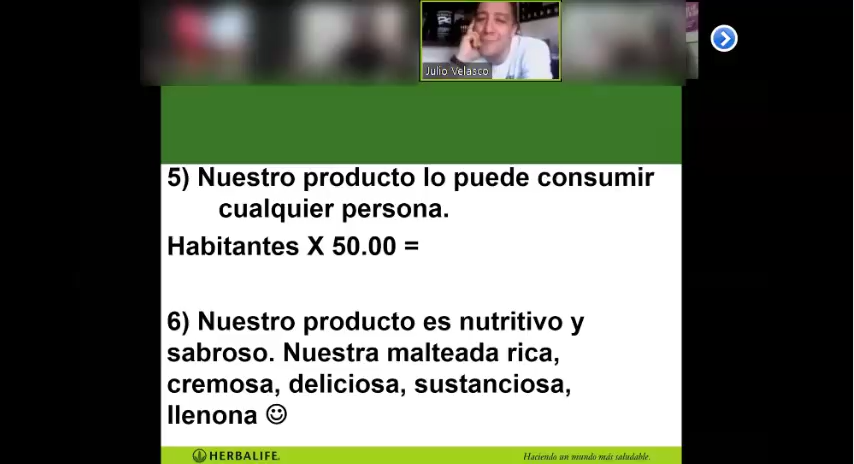 Julio Velasco
5) Nuestro producto lo puede consumir
cualquier persona.
Habitantes X 50.00 =
6) Nuestro producto es nutritivo y
sabroso. Nuestra malteada rica,
cremosa, deliciosa, sustanciosa,
llenona ☺
HERBALIFE.
Haciendo un mundo más saludable.